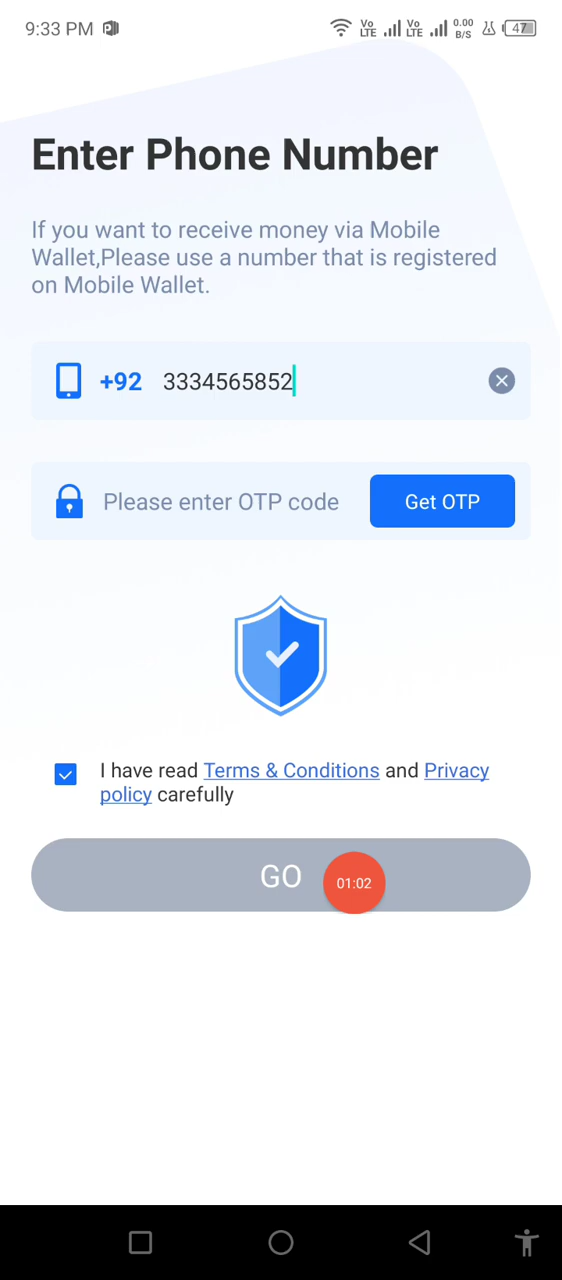 9:33 PM
Vo LTE Vo LTE 0.00 B/S 47
Enter Phone Number
If you want to receive money via Mobile
Wallet,Please use a number that is registered
on Mobile Wallet.
+92 3334565852
Please enter OTP code Get OTP
I have read Terms & Conditions and Privacy
policy carefully
GO 01:02